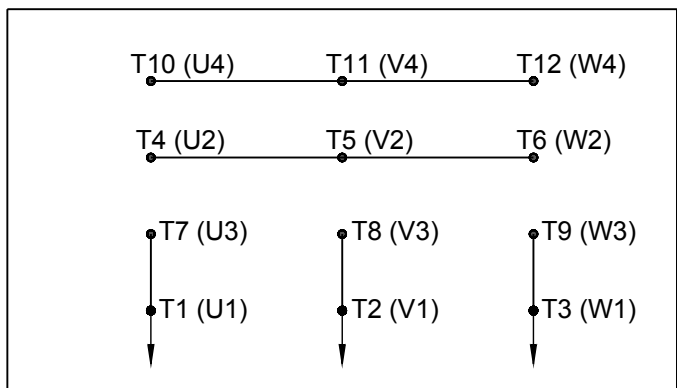 T10 (U4) T11 (V4) T12 (W4)
T4 (U2) T5 (V2) T6 (W2)
T7 (U3) T8 (V3) T9 (W3)
T1 (U1) T2 (V1) T3 (W1)